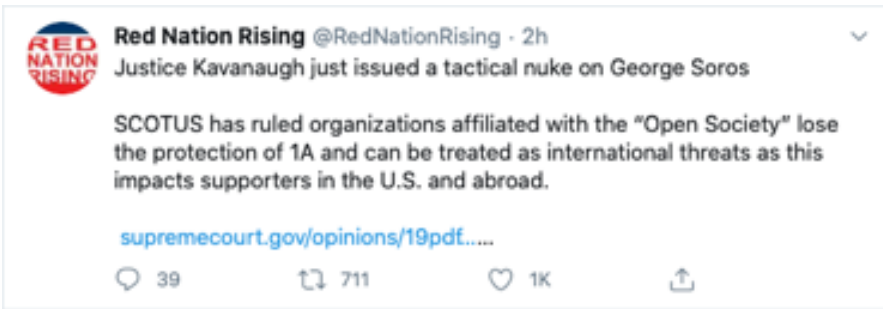 RED
NATION
RISING
Red Nation Rising @RedNationRising · 2h
Justice Kavanaugh just issued a tactical nuke on George Soros
SCOTUS has ruled organizations affiliated with the “Open Society” lose
the protection of 1A and can be treated as international threats as this
impacts supporters in the U.S. and abroad.
supremecourt.gov/opinions/19pdf.....…
39 711 1K